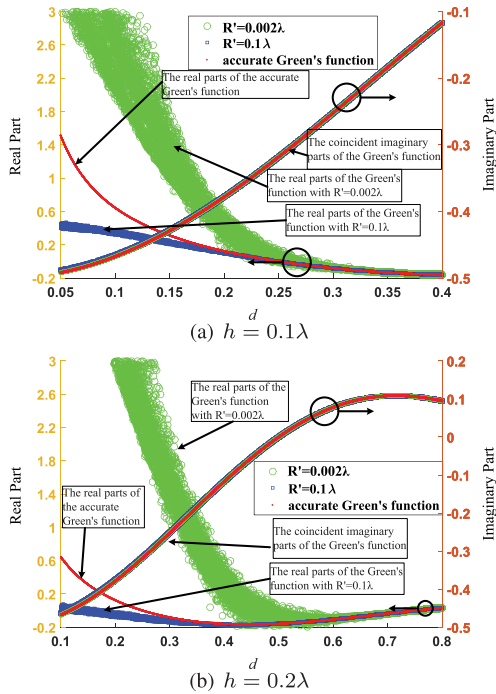 3
2.6
2.2
1.8
1.4
1
0.6
0.2
-0.2
Real Part
-0.1
-0.2
-0.3
-0.4
-0.5
Imaginary Part
R'=0.002λ
R'=0.1λ
accurate Green's function
The real parts of the accurate
Green's function
The coincident imaginary
parts of the Green's function
The real parts of the Green's
function with R'=0.002λ
The real parts of the Green's
function with R'=0.1λ
0.05 0.1 0.15 0.2 0.25 0.3 0.35 0.4
d
(a) h = 0.1λ
3
2.6
2.2
1.8
1.4
1
0.6
0.2
-0.2
Real Part
0.2
0.1
0
-0.1
-0.2
-0.3
-0.4
-0.5
Imaginary Part
The real parts of the
Green's function
with R'=0.002λ
R'=0.002λ
R'=0.1λ
accurate Green's function
The real parts of
the accurate
Green's function
The coincident imaginary
parts of the Green's function
The real parts of the Green's
function with R'=0.1λ
0.1 0.2 0.3 0.4 0.5 0.6 0.7 0.8
d
(b) h = 0.2λ